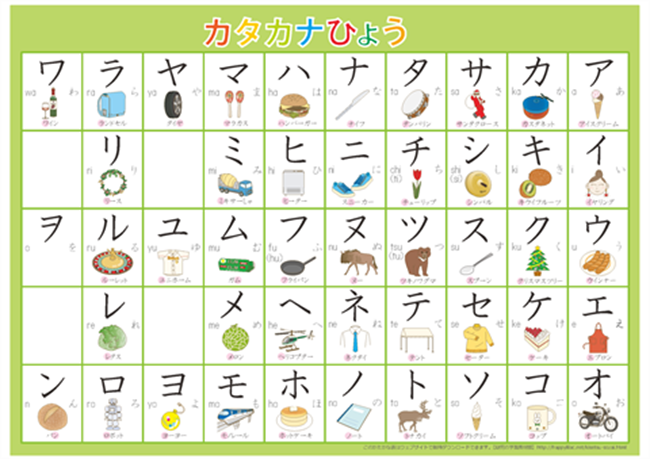 カタカナひょう
ワ ラ ヤ マ ハ ナ タ サ カ ア
wa わ ra ら ya や ma ま ha は na な ta た sa さ ka か a あ
ワイン ランドセル タイヤ マラカス ハンバーガー ナイフ タンバリン サンタクロース カスタネット アイスクリーム
リ ミ ヒ ニ チ シ キ イ
ri り mi み hi ひ ni に chi (ti) ち shi (si) し ki き i い
リース ミキサーしゃ ヒーター スニーカー チューリップ シンバル キウイフルーツ イヤリング
ヲ ル ユ ム フ ヌ ツ ス ク ウ
o を ru る yu ゆ mu む fu (hu) ふ nu ぬ tsu (tu) つ su す ku く u う
ルーレット ユニホーム ガム フライパン ヌー ツキノワグマ スプーン クリスマスツリー ウインナー
レ メ ヘ ネ テ セ ケ エ
re れ me め he へ ne ね te て se せ ke け e え
レタス メロン ヘリコプター ネクタイ セーター ケーキ エプロン
ン ロ ヨ モ ホ ノ ト ソ コ オ
n ん ro ろ yo よ mo も ho ほ no の to と so そ ko こ o お
パン ロボット ヨーヨー モノレール ホットケーキ ノート トナカイ ソフトクリーム コップ オートバイ